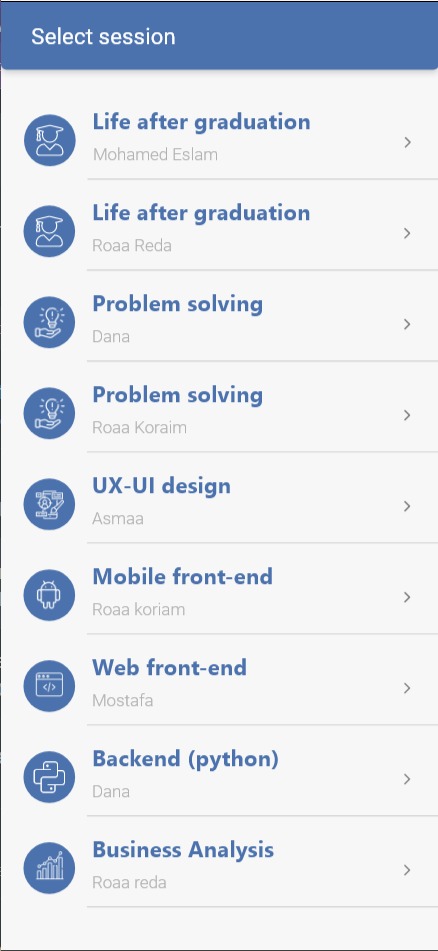 Select session
Life after graduation
Mohamed Eslam
Life after graduation
Roaa Reda
Problem solving
Dana
Problem solving
Roaa Koraim
UX-UI design
Asmaa
Mobile front-end
Roaa koriam
Web front-end
Mostafa
Backend (python)
Dana
Business Analysis
Roaa reda